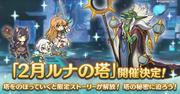 「2月ルナの塔」開催決定!
塔をのぼっていくと限定ストーリーが解放! 塔の秘密に迫ろう!